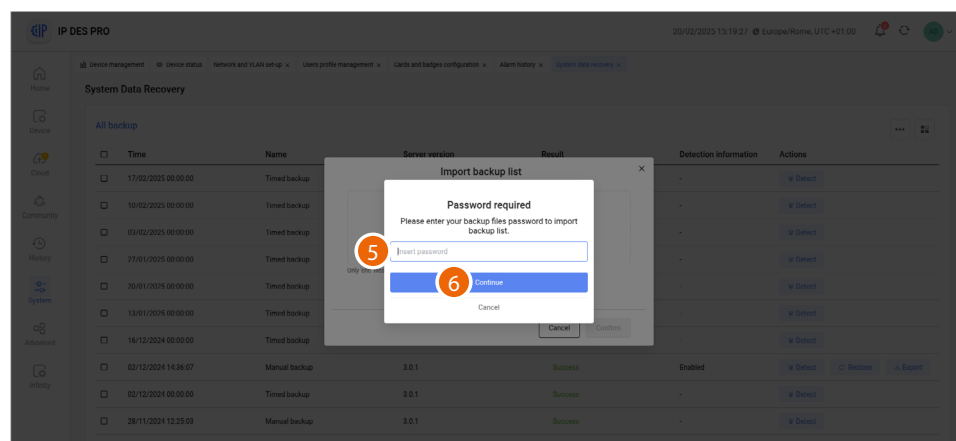 IP IP DES PRO 20/02/2025 15:19:27 @ Europe/Rome, UTC +01:00 AD
Device management Device status Network and VLAN set-up × Users profile management × Cards and badges configuration × Alarm history × System data recovery ×
Home
System Data Recovery
Device
All backup
Time Name Server version Result Detection information Actions
Cloud
Import backup list ×
17/02/2025 00:00:00 Timed backup - Detect
10/02/2025 00:00:00 Timed backup - Detect
Password required
Please enter your backup files password to import
backup list.
Community
03/02/2025 00:00:00 Timed backup - Detect
5 Insert password
History
27/01/2025 00:00:00 Timed backup - Detect
Only one
6 Continue
20/01/2025 00:00:00 Timed backup - Detect
System
Cancel
13/01/2025 00:00:00 Timed backup - Detect
Cancel Confirm
Advanced
16/12/2024 00:00:00 Timed backup - Detect
02/12/2024 14:36:07 Manual backup 3.0.1 Success Enabled Detect Restore Export
Infinity
02/12/2024 00:00:00 Timed backup 3.0.1 Success - Detect
28/11/2024 12:25:03 Manual backup 3.0.1 Success - Detect